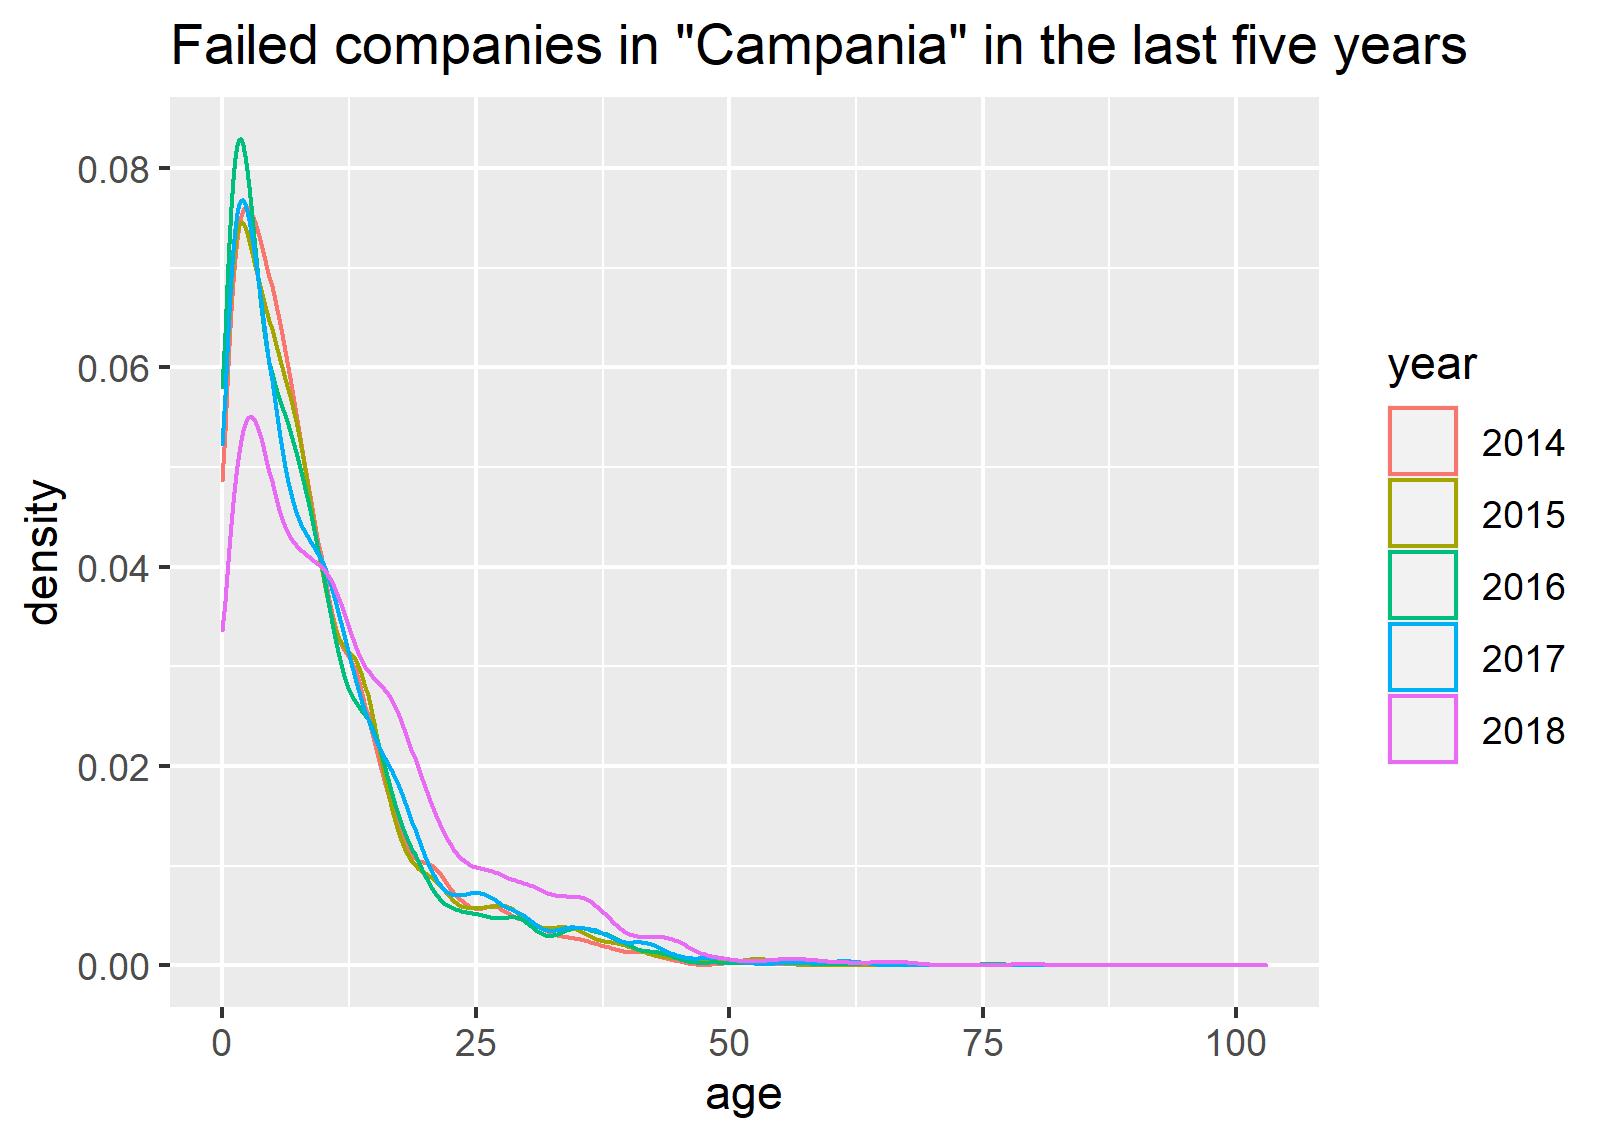 Failed companies in "Campania" in the last five years
density
0.08
0.06
0.04
0.02
0.00
0 25 50 75 100
age
year
2014
2015
2016
2017
2018